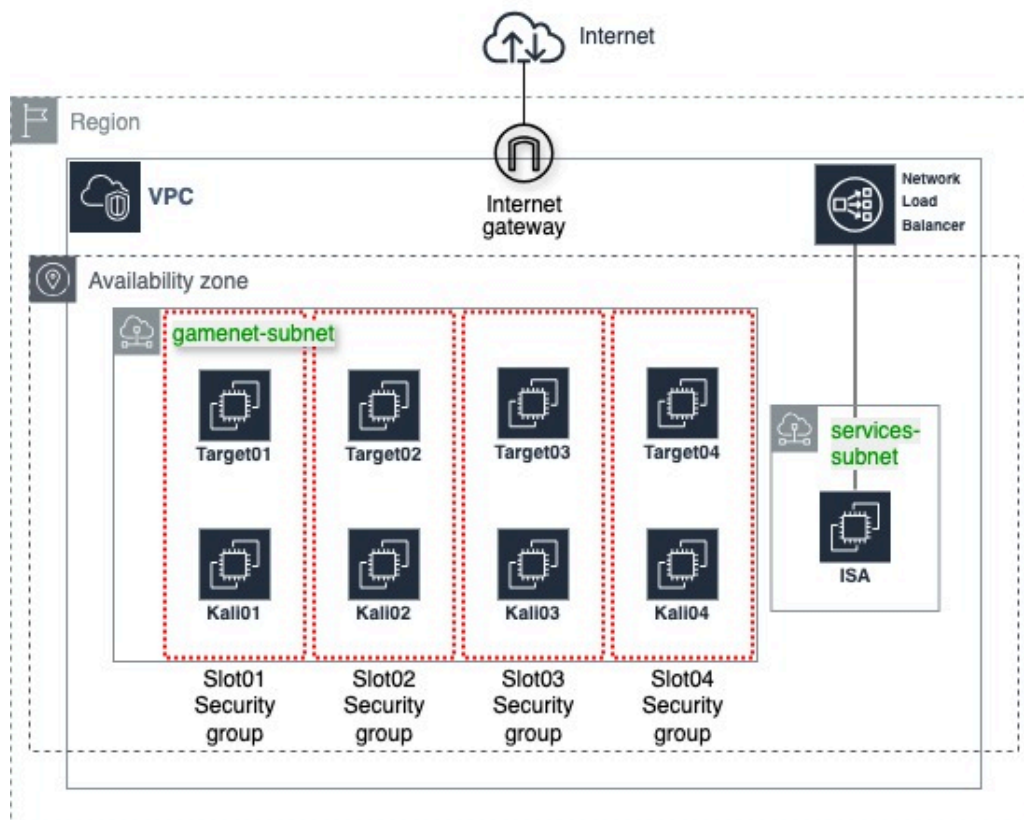 Internet
Region
VPC
Internet
gateway
Network
Load
Balancer
Availability zone
gamenet-subnet
Target01
Target02
Target03
Target04
services-
subnet
Kali01
Kali02
Kali03
Kali04
ISA
Slot01
Security
group
Slot02
Security
group
Slot03
Security
group
Slot04
Security
group